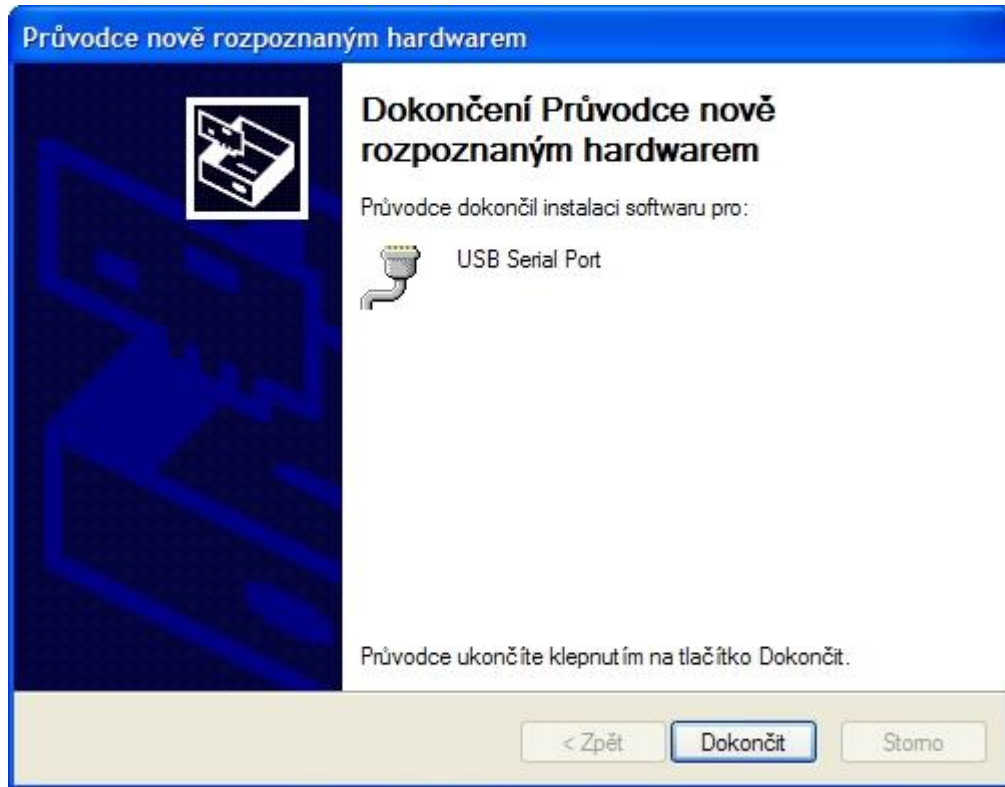 Průvodce nově rozpoznaným hardwarem
Dokončení Průvodce nově
rozpoznaným hardwarem
Průvodce dokončil instalaci softwaru pro:
USB Serial Port
Průvodce ukončíte klepnutím na tlačítko Dokončit.
< Zpět
Dokončit
Storno